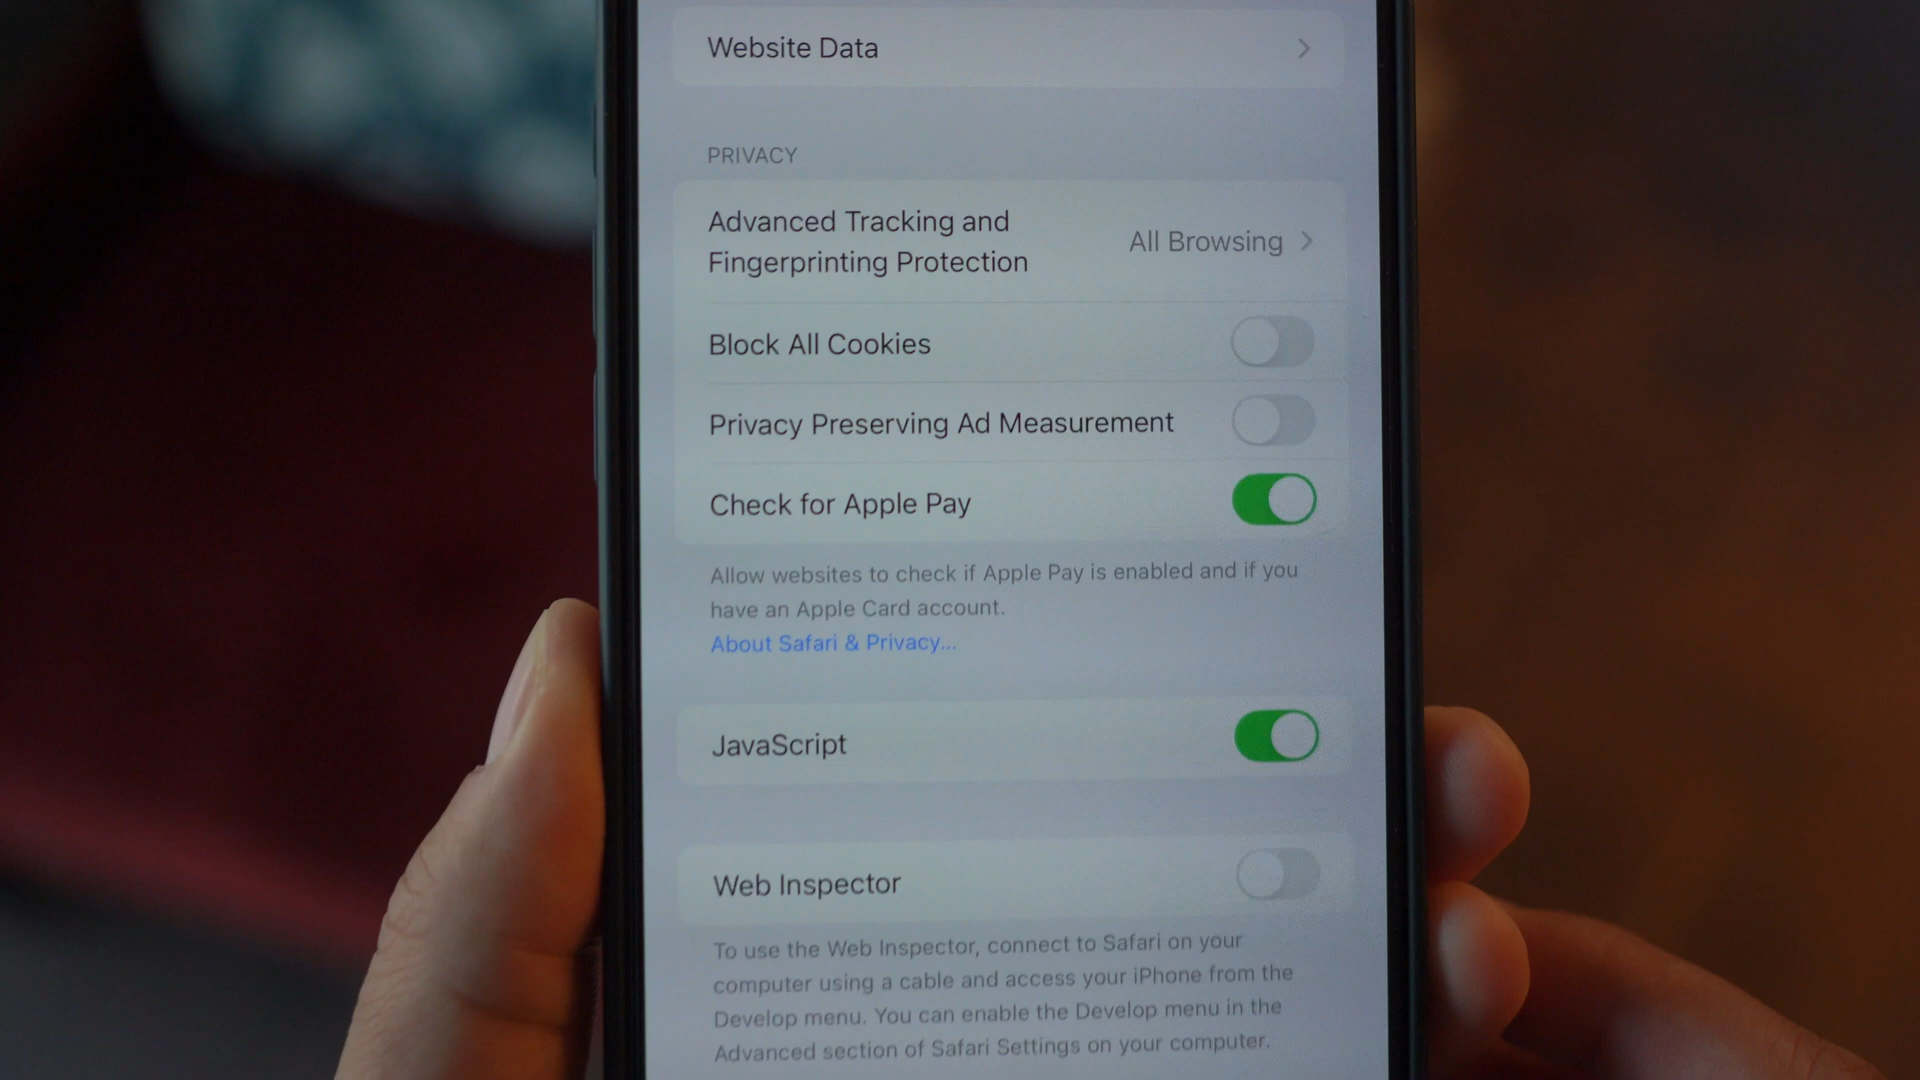 Website Data
PRIVACY
Advanced Tracking and
Fingerprinting Protection
All Browsing
Block All Cookies
Privacy Preserving Ad Measurement
Check for Apple Pay
Allow websites to check if Apple Pay is enabled and if you
have an Apple Card account.
About Safari & Privacy...
JavaScript
Web Inspector
To use the Web Inspector, connect to Safari on your
computer using a cable and access your iPhone from the
Develop menu. You can enable the Develop menu in the
Advanced section of Safari Settings on your computer.